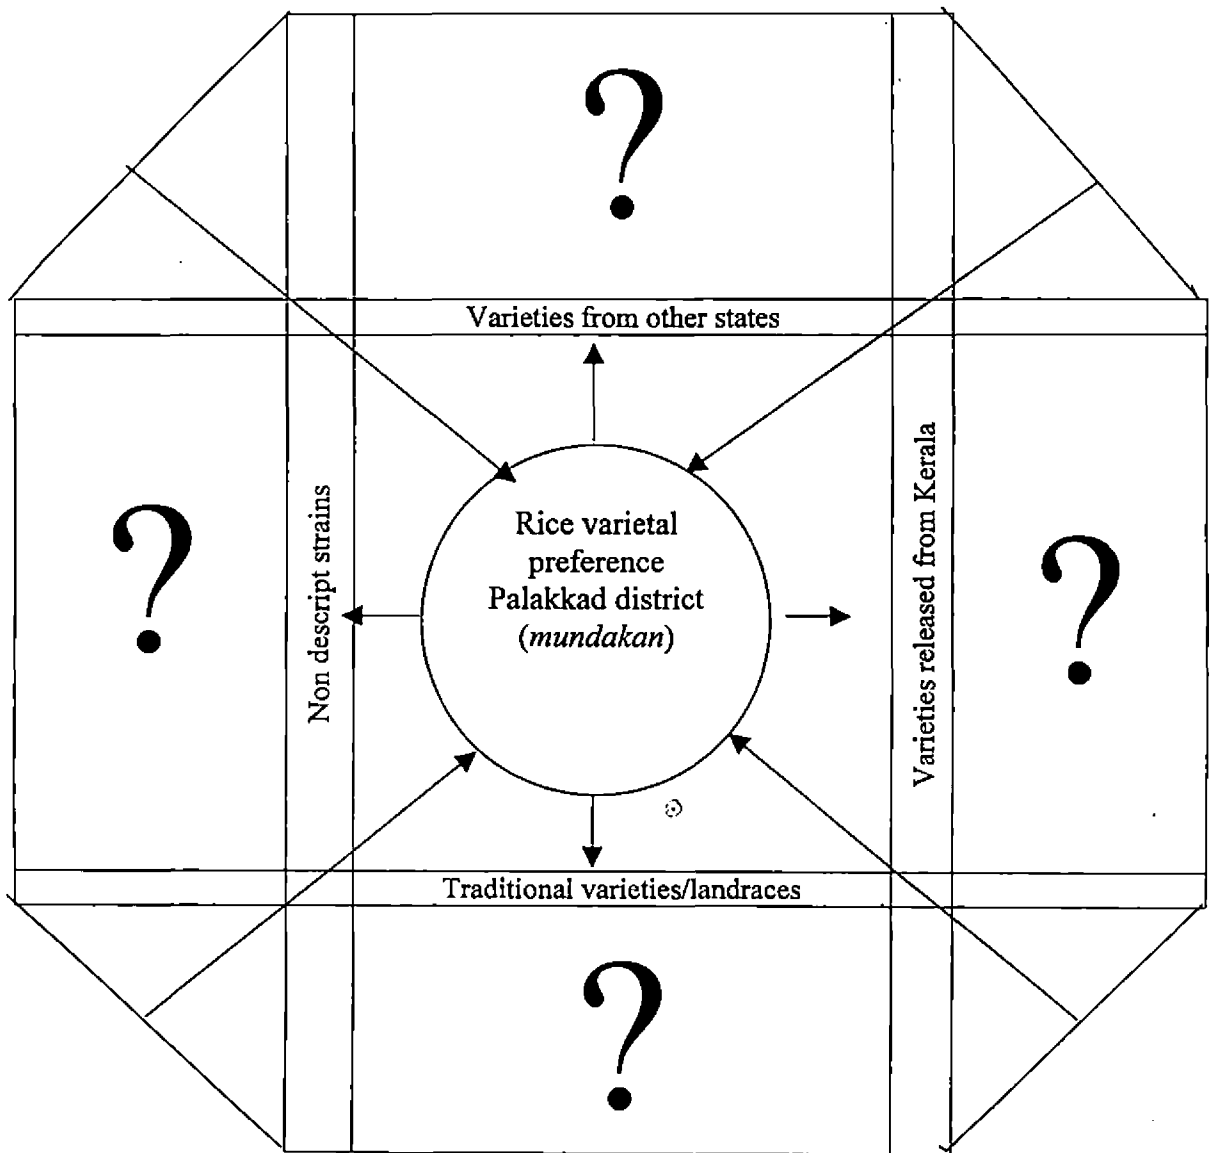 ?
Varieties from other states
?
Non descript strains
Rice varietal
preference
Palakkad district
(mundakan)
Varieties released from Kerala
?
Traditional varieties/landraces
?